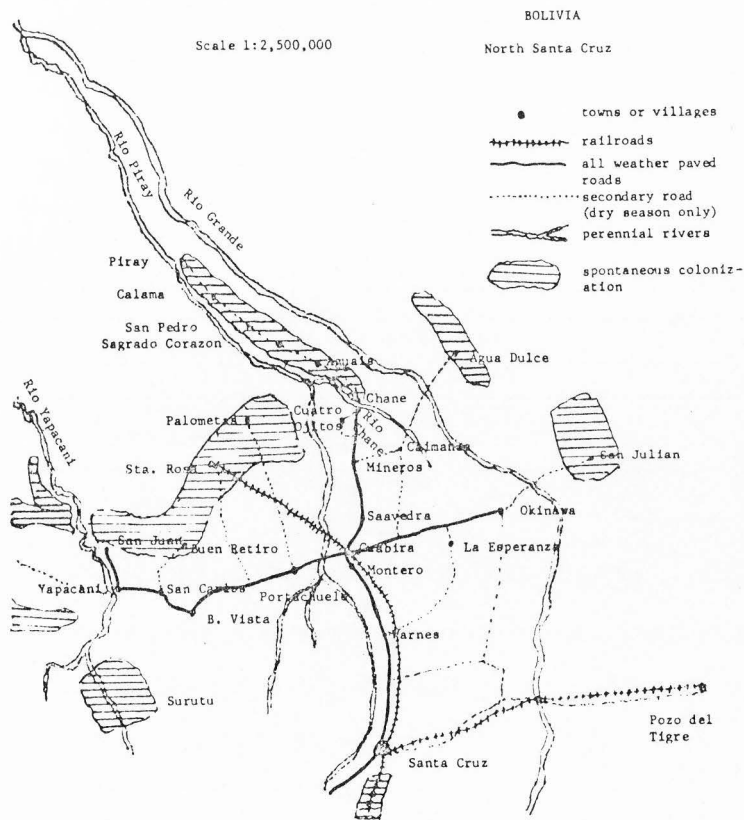 BOLIVIA
Scale 1:2,500,000
North Santa Cruz
towns or villages
railroads
all weather paved
roads
secondary road
(dry season only)
perennial rivers
spontaneous coloniz-
ation
Rio Piray
Rio Grande
Piray
Calama
San Pedro
Sagrado Corazon
Aguais
Agua Dulce
Rio Yapacani
Chane
Palometra
Cuatro
Ojitos
Rio
Chane
Caimanes
Sta. Rosa
Mineros
San Julian
Saavedra
Okinawa
San Juan
Buen Retiro
Guabira
La Esperanza
Montero
Yapacani
San Carlos
Portachuelo
B. Vista
Warnes
Surutu
Pozo del
Tigre
Santa Cruz